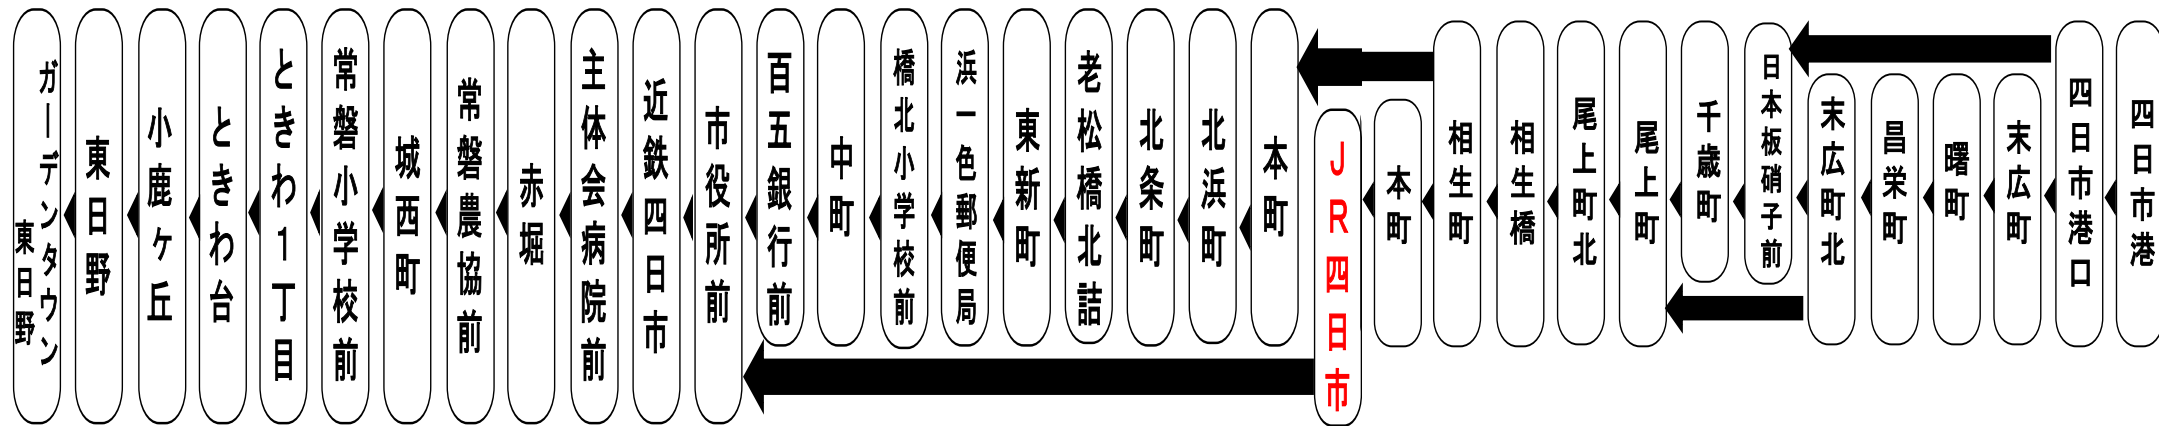 四日市港
四日市港口
末広町
曙町
昌栄町
末広町北
日本板硝子前
千歳町
尾上町
尾上町北
相生橋
相生町
本町
JR四日市
本町
北浜町
北条町
老松橋北詰
東新町
浜一色郵便局
橋北小学校前
中町
百五銀行前
市役所前
近鉄四日市
主体会病院前
赤堀
常磐農協前
城西町
常磐小学校前
ときわ1丁目
ときわ台
小鹿ケ丘
東日野
ガーデンタウン
東日野